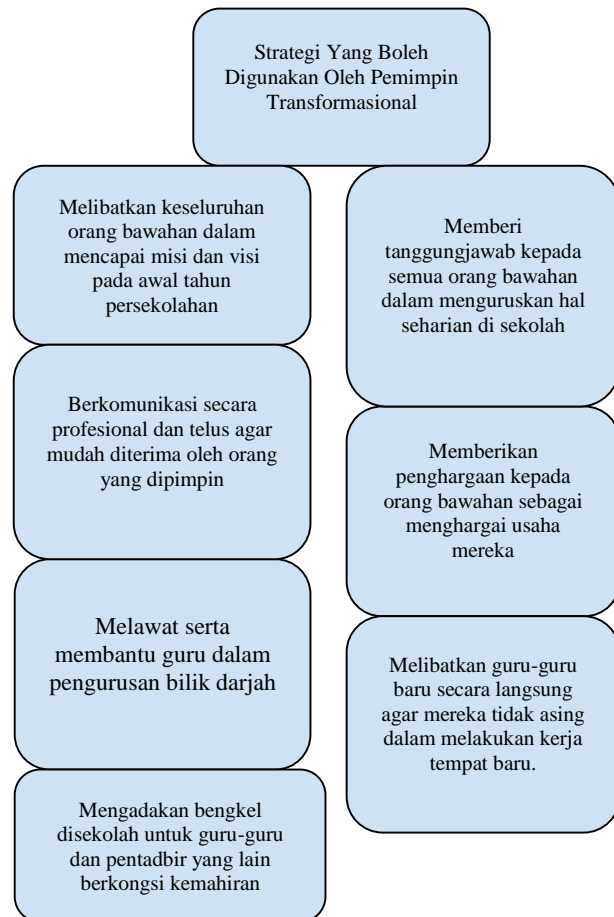 Strategi Yang Boleh
Digunakan Oleh Pemimpin
Transformasional
Melibatkan keseluruhan
orang bawahan dalam
mencapai misi dan visi
pada awal tahun
persekolahan
Berkomunikasi secara
profesional dan telus agar
mudah diterima oleh orang
yang dipimpin
Melawat serta
membantu guru dalam
pengurusan bilik darjah
Mengadakan bengkel
disekolah untuk guru-guru
dan pentadbir yang lain
berkongsi kemahiran
Memberi
tanggungjawab kepada
semua orang bawahan
dalam menguruskan hal
seharian di sekolah
Memberikan
penghargaan kepada
orang bawahan sebagai
menghargai usaha
mereka
Melibatkan guru-guru
baru secara langsung
agar mereka tidak asing
dalam melakukan kerja
tempat baru.